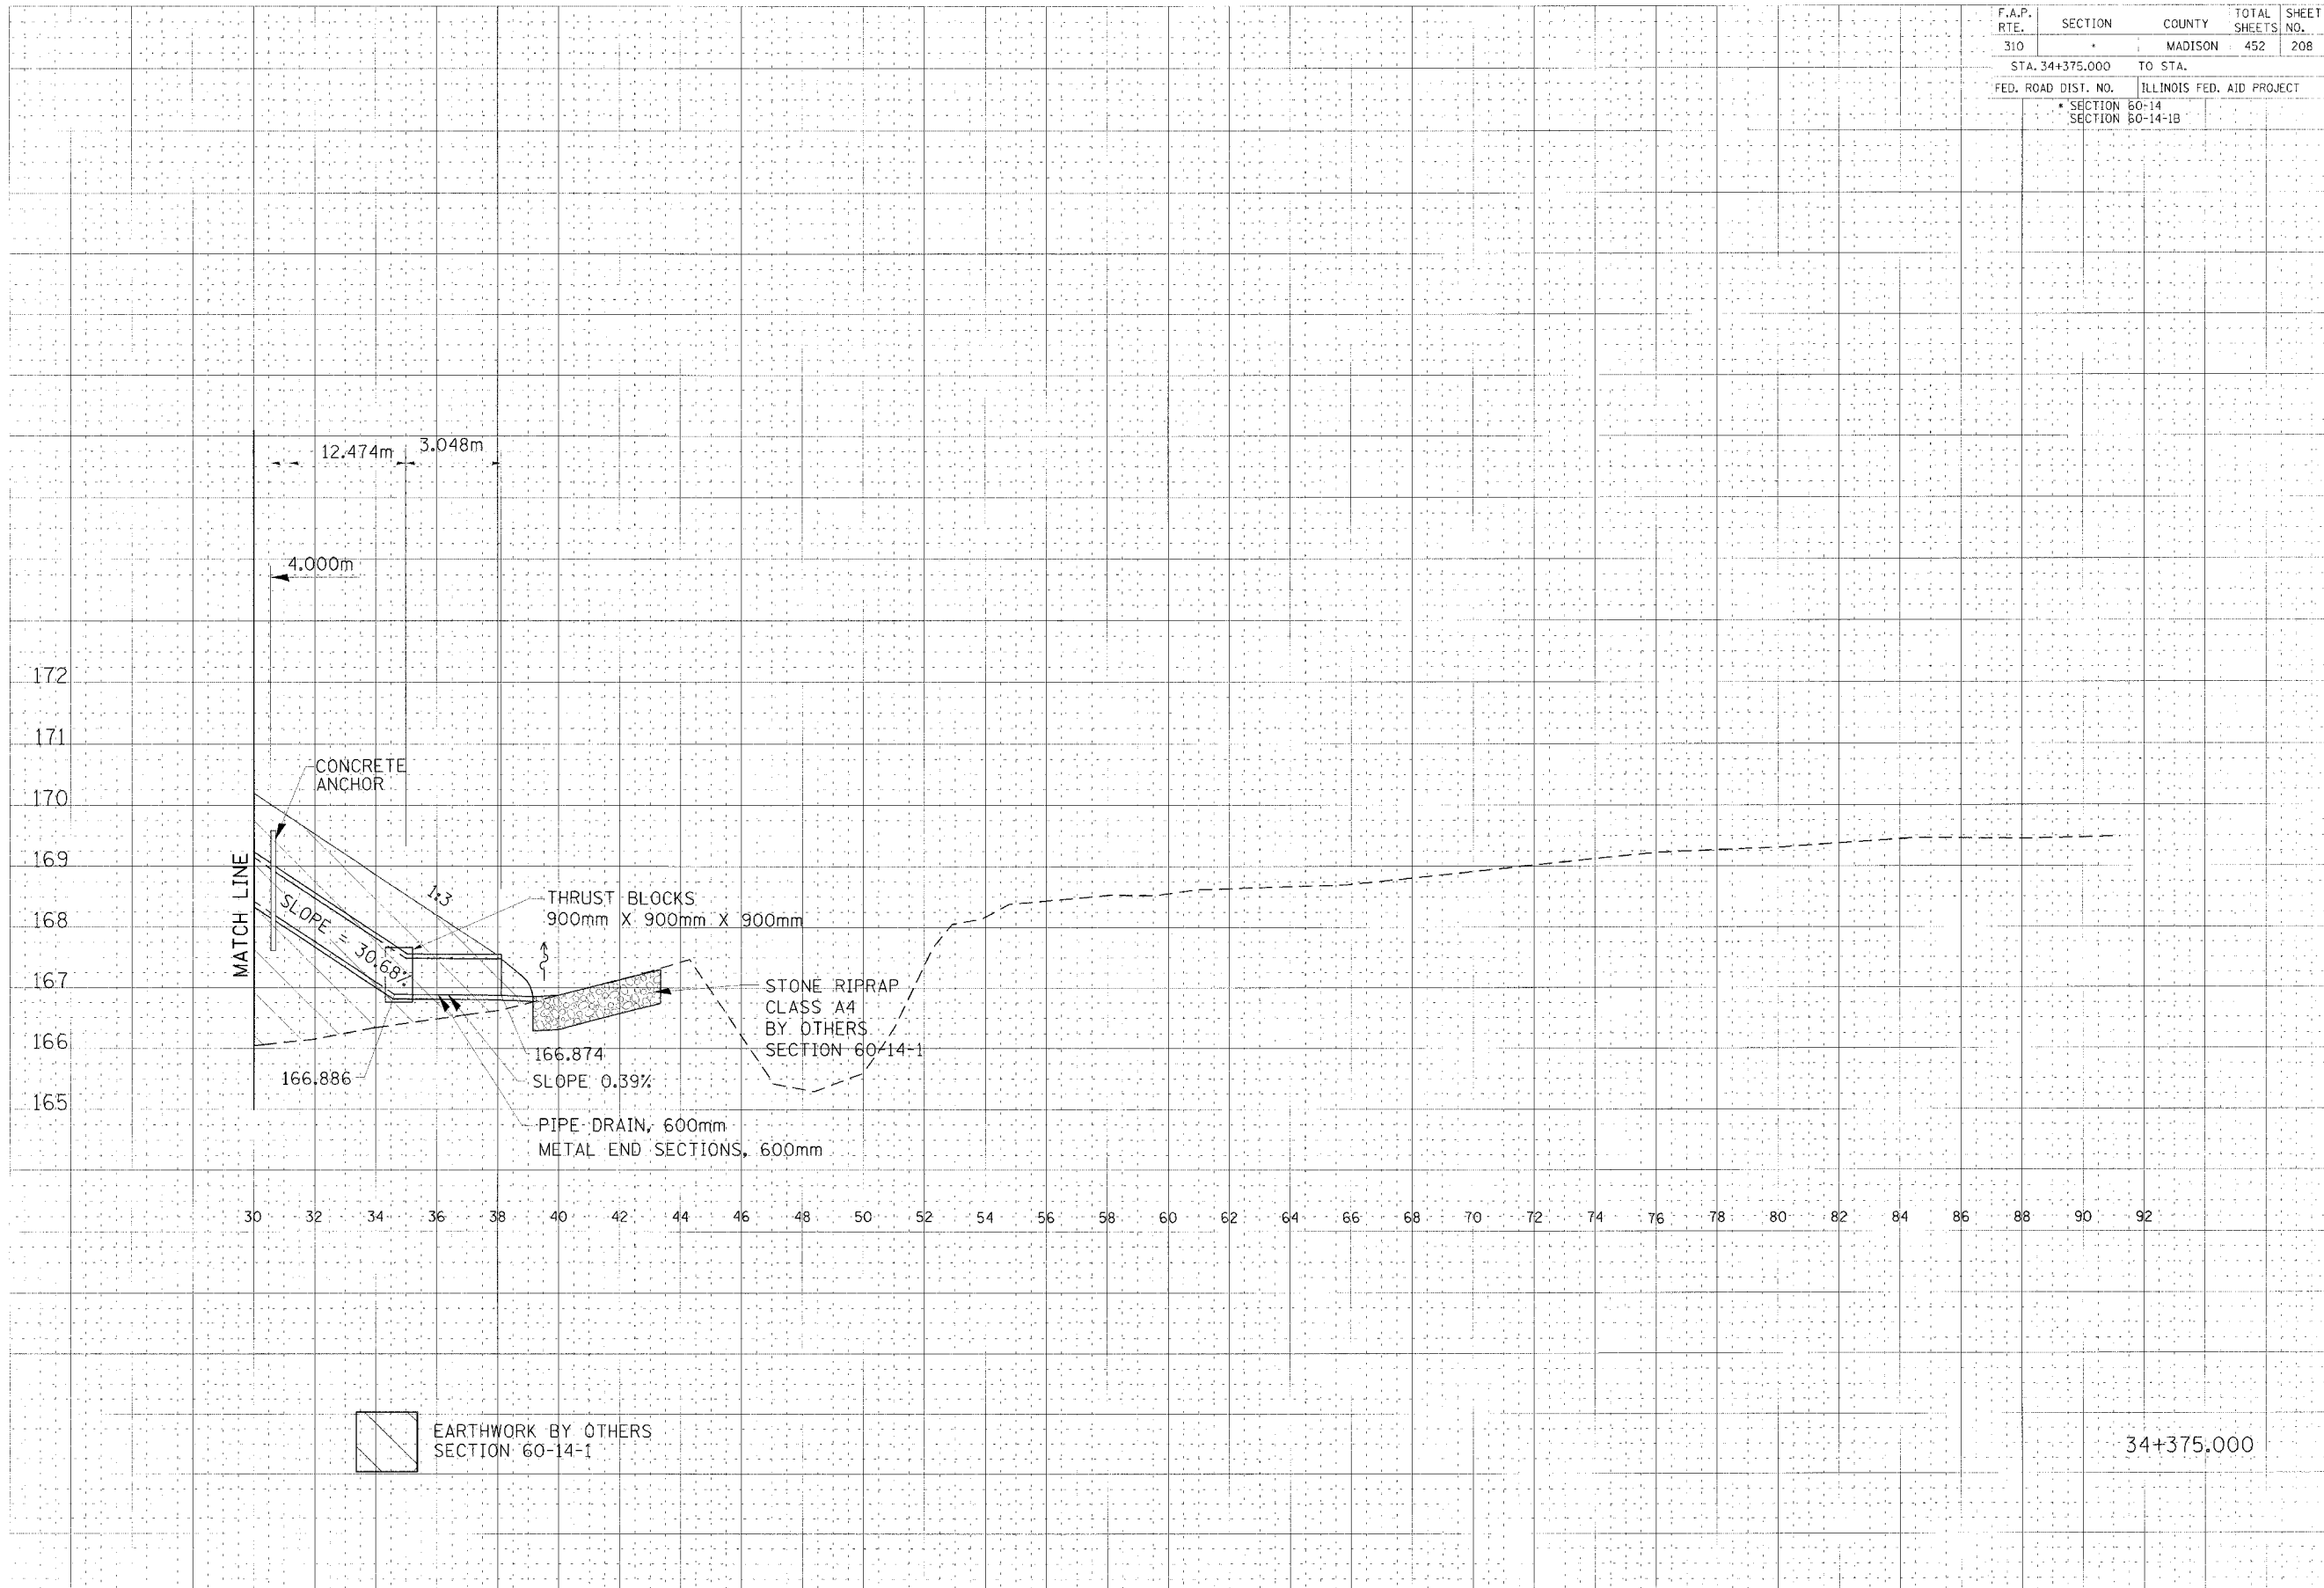 F.A.P. RTE. SECTION COUNTY TOTAL SHEETS SHEET NO.
310 * MADISON 452 208
STA. 34+375.000 TO STA.
FED. ROAD DIST. NO. ILLINOIS FED. AID PROJECT
* SECTION 60-14
SECTION 60-14-1B
12.474m 3.048m
4.000m
172
171
CONCRETE
ANCHOR
170
169
MATCH LINE
1:3
SLOPE = 30.68%
THRUST BLOCKS
900mm X 900mm X 900mm
168
167
STONE RIPRAP
CLASS A4
BY OTHERS
SECTION 60-14-1
166
166.874
166.886
SLOPE 0.39%
165
PIPE DRAIN, 600mm
METAL END SECTIONS, 600mm
30 32 34 36 38 40 42 44 46 48 50 52 54 56 58 60 62 64 66 68 70 72 74 76 78 80 82 84 86 88 90 92
EARTHWORK BY OTHERS
SECTION 60-14-1
34+375.000